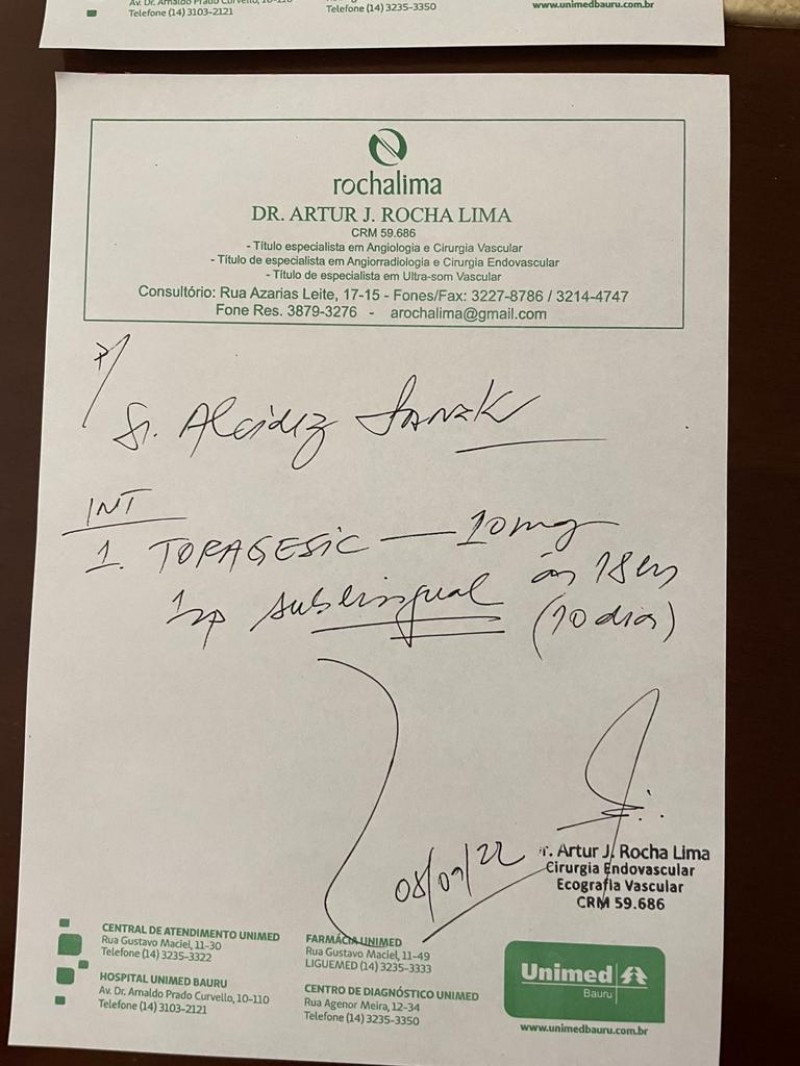 Av. Dr. Arnaldo Prado Curvello, 10-110
Telefone (14) 3103-2121
Telefone (14) 3235-3350
www.unimedbauru.com.br
rochalima
DR. ARTUR J. ROCHA LIMA
CRM 59.686
- Título especialista em Angiologia e Cirurgia Vascular
- Título de especialista em Angiorradiologia e Cirurgia Endovascular
- Título de especialista em Ultra-som Vascular
Consultório: Rua Azarias Leite, 17-15 - Fones/Fax: 3227-8786 / 3214-4747
Fone Res. 3879-3276 - arochalima@gmail.com
P/
Sr. Alcidez
INT
1. TORAGESIC — 10mg
sublingual às 18hs
(10 dias)
08/09/22
r. Artur J. Rocha Lima
Cirurgia Endovascular
Ecografia Vascular
CRM 59.686
CENTRAL DE ATENDIMENTO UNIMED
Rua Gustavo Maciel, 11-30
Telefone (14) 3235-3322
HOSPITAL UNIMED BAURU
Av. Dr. Arnaldo Prado Curvello, 10-110
Telefone (14) 3103-2121
FARMÁCIA UNIMED
Rua Gustavo Maciel, 11-49
LIGUEMED (14) 3235-3333
CENTRO DE DIAGNÓSTICO UNIMED
Rua Agenor Meira, 12-34
Telefone (14) 3235-3350
Unimed
Bauru
www.unimedbauru.com.br